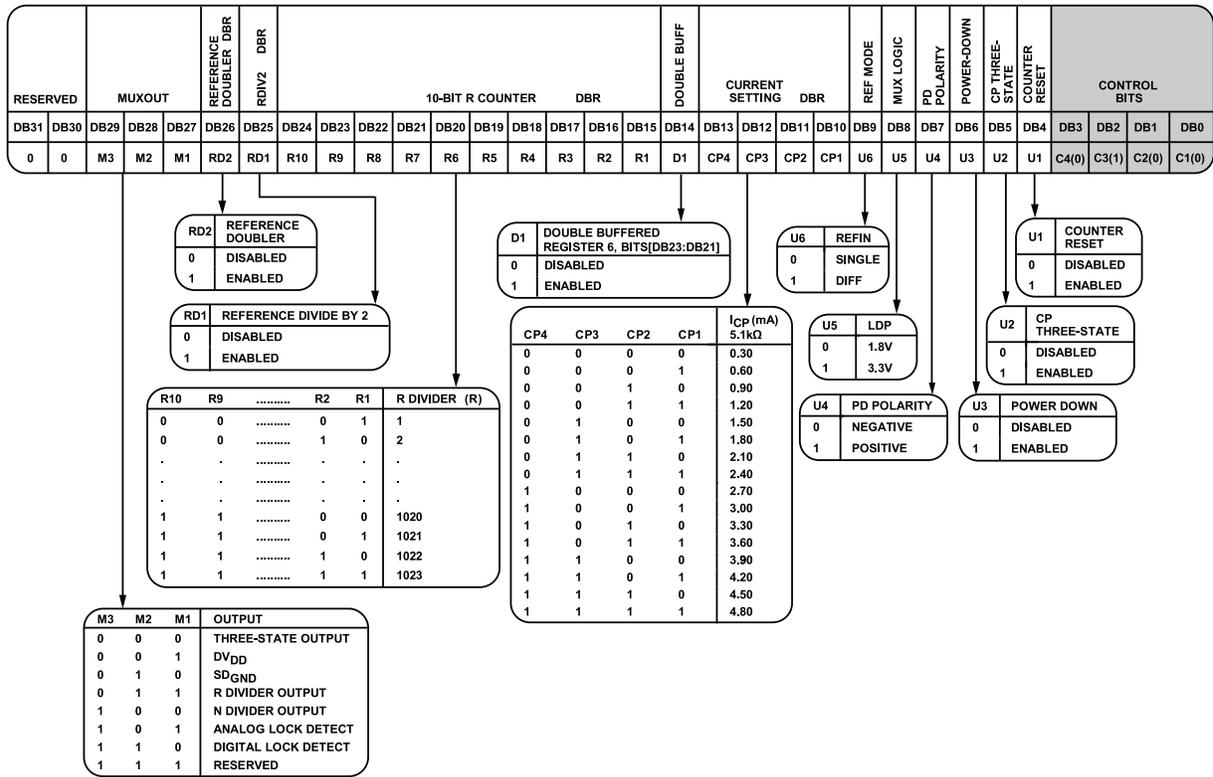 RESERVED MUXOUT REFERENCE DOUBLER DBR RDIV2 DBR 10-BIT R COUNTER DBR DOUBLE BUFF CURRENT SETTING DBR REF MODE MUX LOGIC PD POLARITY POWER-DOWN CP THREE-STATE COUNTER RESET CONTROL BITS
DB31 DB30 DB29 DB28 DB27 DB26 DB25 DB24 DB23 DB22 DB21 DB20 DB19 DB18 DB17 DB16 DB15 DB14 DB13 DB12 DB11 DB10 DB9 DB8 DB7 DB6 DB5 DB4 DB3 DB2 DB1 DB0
0 0 M3 M2 M1 RD2 RD1 R10 R9 R8 R7 R6 R5 R4 R3 R2 R1 D1 CP4 CP3 CP2 CP1 U6 U5 U4 U3 U2 U1 C4(0) C3(1) C2(0) C1(0)
RD2 REFERENCE DOUBLER
0 DISABLED
1 ENABLED
RD1 REFERENCE DIVIDE BY 2
0 DISABLED
1 ENABLED
R10 R9 .......... R2 R1 R DIVIDER (R)
0 0 .......... 0 1 1
0 0 .......... 1 0 2
. . .......... . . .
. . .......... . . .
. . .......... . . .
1 1 .......... 0 0 1020
1 1 .......... 0 1 1021
1 1 .......... 1 0 1022
1 1 .......... 1 1 1023
M3 M2 M1 OUTPUT
0 0 0 THREE-STATE OUTPUT
0 0 1 DVDD
0 1 0 SDGND
0 1 1 R DIVIDER OUTPUT
1 0 0 N DIVIDER OUTPUT
1 0 1 ANALOG LOCK DETECT
1 1 0 DIGITAL LOCK DETECT
1 1 1 RESERVED
D1 DOUBLE BUFFERED
REGISTER 6, BITS[DB23:DB21]
0 DISABLED
1 ENABLED
CP4 CP3 CP2 CP1 ICP (mA)
5.1kΩ
0 0 0 0 0.30
0 0 0 1 0.60
0 0 1 0 0.90
0 0 1 1 1.20
0 1 0 0 1.50
0 1 0 1 1.80
0 1 1 0 2.10
0 1 1 1 2.40
1 0 0 0 2.70
1 0 0 1 3.00
1 0 1 0 3.30
1 0 1 1 3.60
1 1 0 0 3.90
1 1 0 1 4.20
1 1 1 0 4.50
1 1 1 1 4.80
U6 REFIN
0 SINGLE
1 DIFF
U5 LDP
0 1.8V
1 3.3V
U4 PD POLARITY
0 NEGATIVE
1 POSITIVE
U1 COUNTER
RESET
0 DISABLED
1 ENABLED
U2 CP
THREE-STATE
0 DISABLED
1 ENABLED
U3 POWER DOWN
0 DISABLED
1 ENABLED